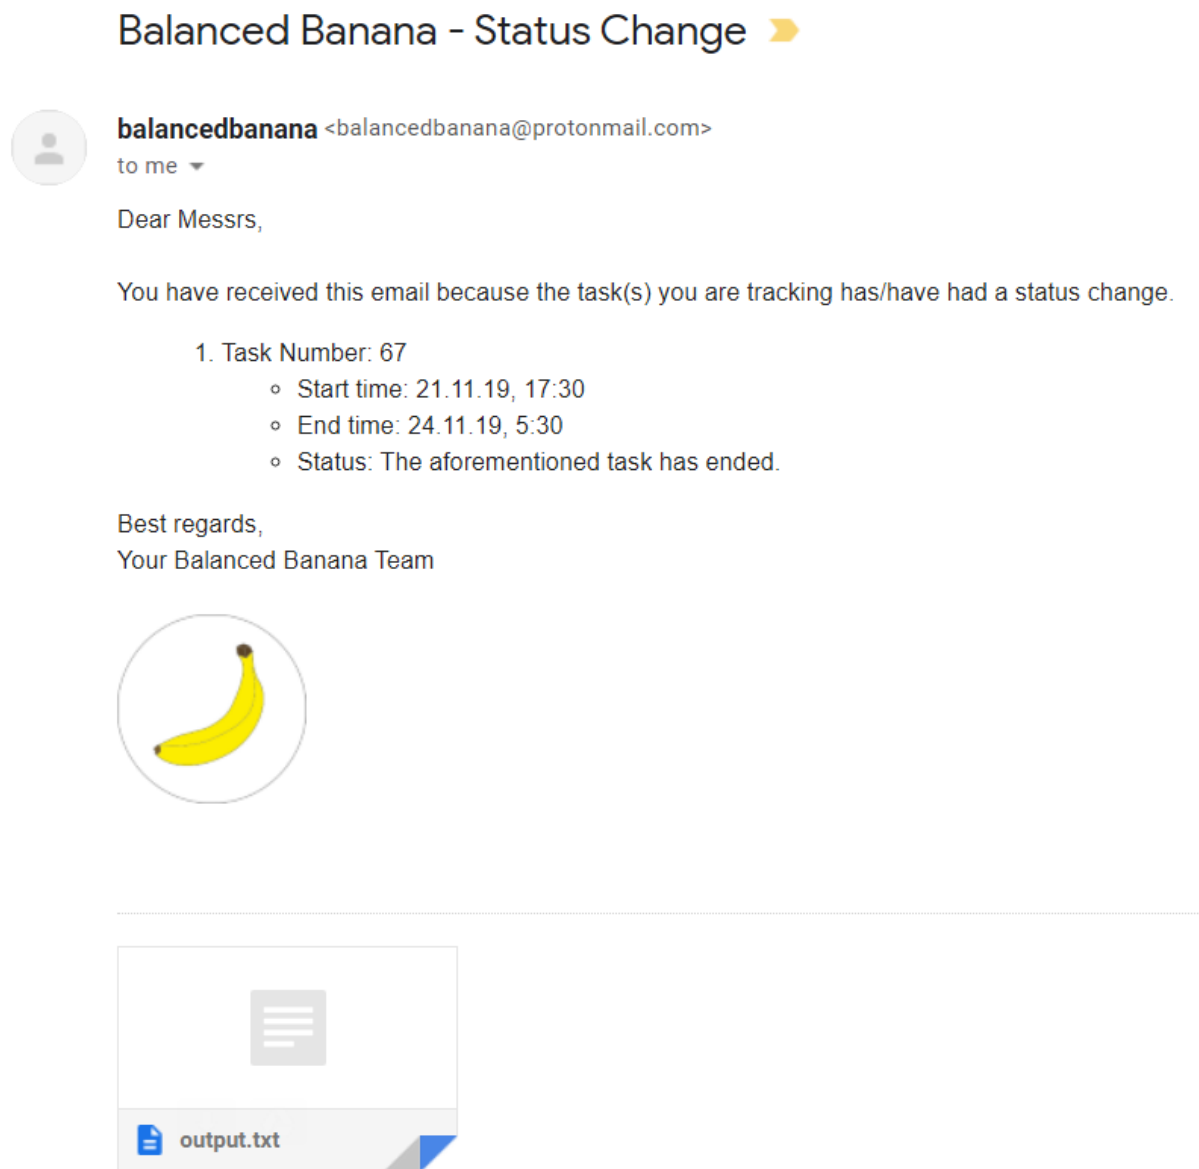 Balanced Banana - Status Change
balancedbanana <balancedbanana@protonmail.com>
to me
Dear Messrs,
You have received this email because the task(s) you are tracking has/have had a status change.
1. Task Number: 67
Start time: 21.11.19, 17:30
End time: 24.11.19, 5:30
Status: The aforementioned task has ended.
Best regards,
Your Balanced Banana Team
output.txt